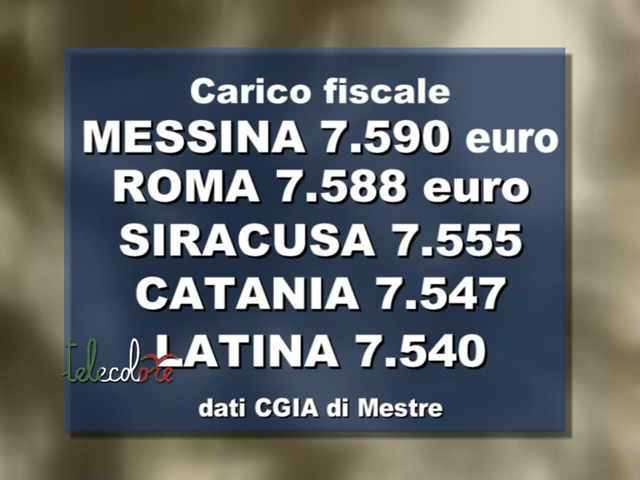 Carico fiscale
MESSINA 7.590 euro
ROMA 7.588 euro
SIRACUSA 7.555
CATANIA 7.547
LATINA 7.540
telecolore
dati CGIA di Mestre